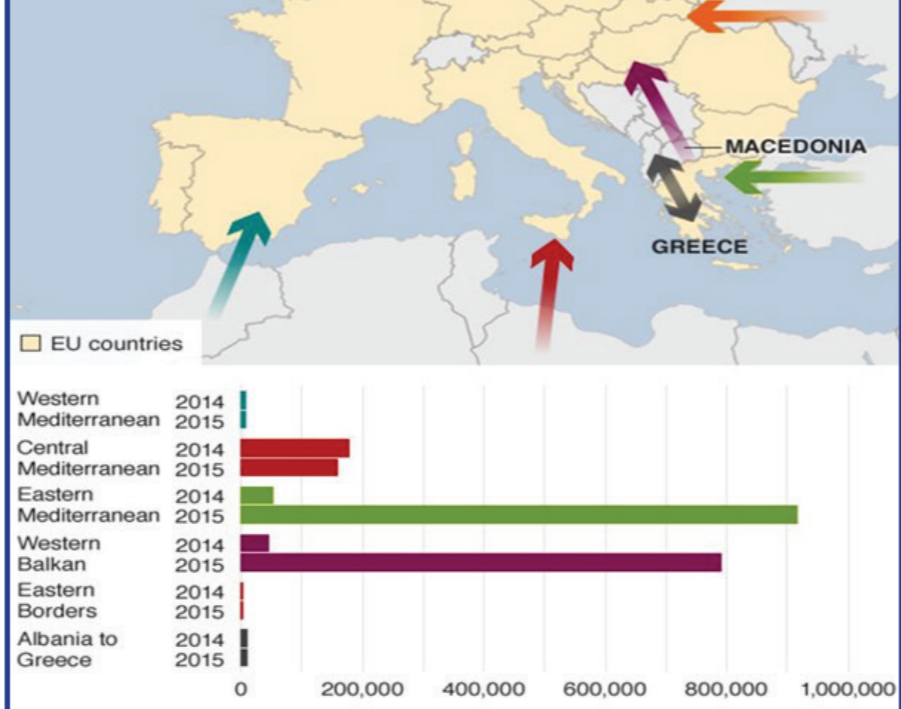 MACEDONIA
GREECE
EU countries
Western 2014
Mediterranean 2015
Central 2014
Mediterranean 2015
Eastern 2014
Mediterranean 2015
Western 2014
Balkan 2015
Eastern 2014
Borders 2015
Albania to 2014
Greece 2015
0 200,000 400,000 600,000 800,000 1,000,000